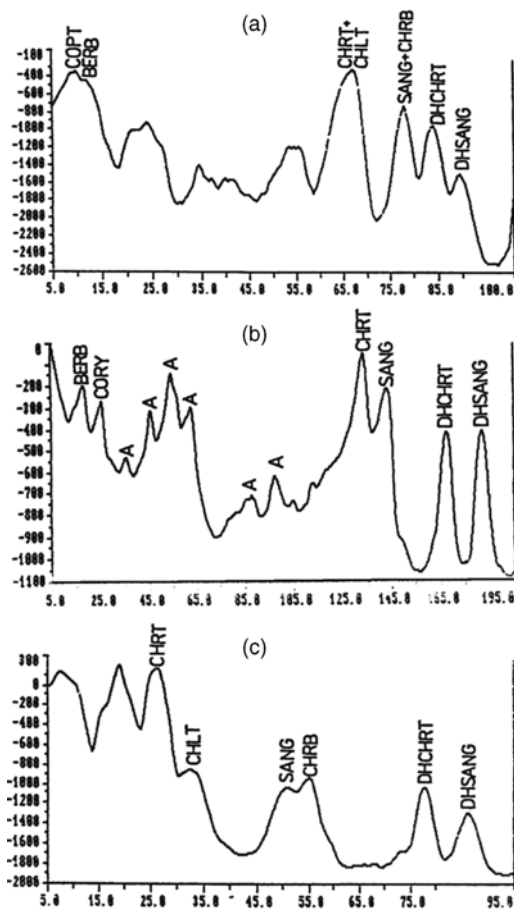 (a)
COPT
BERB
CHRT+
CHLT
SANG+CHRB
DHCHRT
DHSANG
-400
-600
-800
-1000
-1200
-1400
-1600
-1800
-2000
-2200
-2400
-2600
5.0 15.0 25.0 35.0 45.0 55.0 65.0 75.0 85.0 100.0
(b)
BERB
CORY
A
A
A
A
A
A
CHRT
SANG
DHCHRT
DHSANG
0
-200
-400
-500
-600
-700
-800
-900
-1000
-1100
5.0 25.0 45.0 65.0 85.0 105.0 125.0 145.0 165.0 195.0
(c)
CHRT
CHLT
SANG
CHRB
DHCHRT
DHSANG
300
0
-200
-400
-600
-800
-1000
-1200
-1400
-1600
-1800
5.0 15.0 25.0 35.0 45.0 55.0 65.0 75.0 85.0 95.0